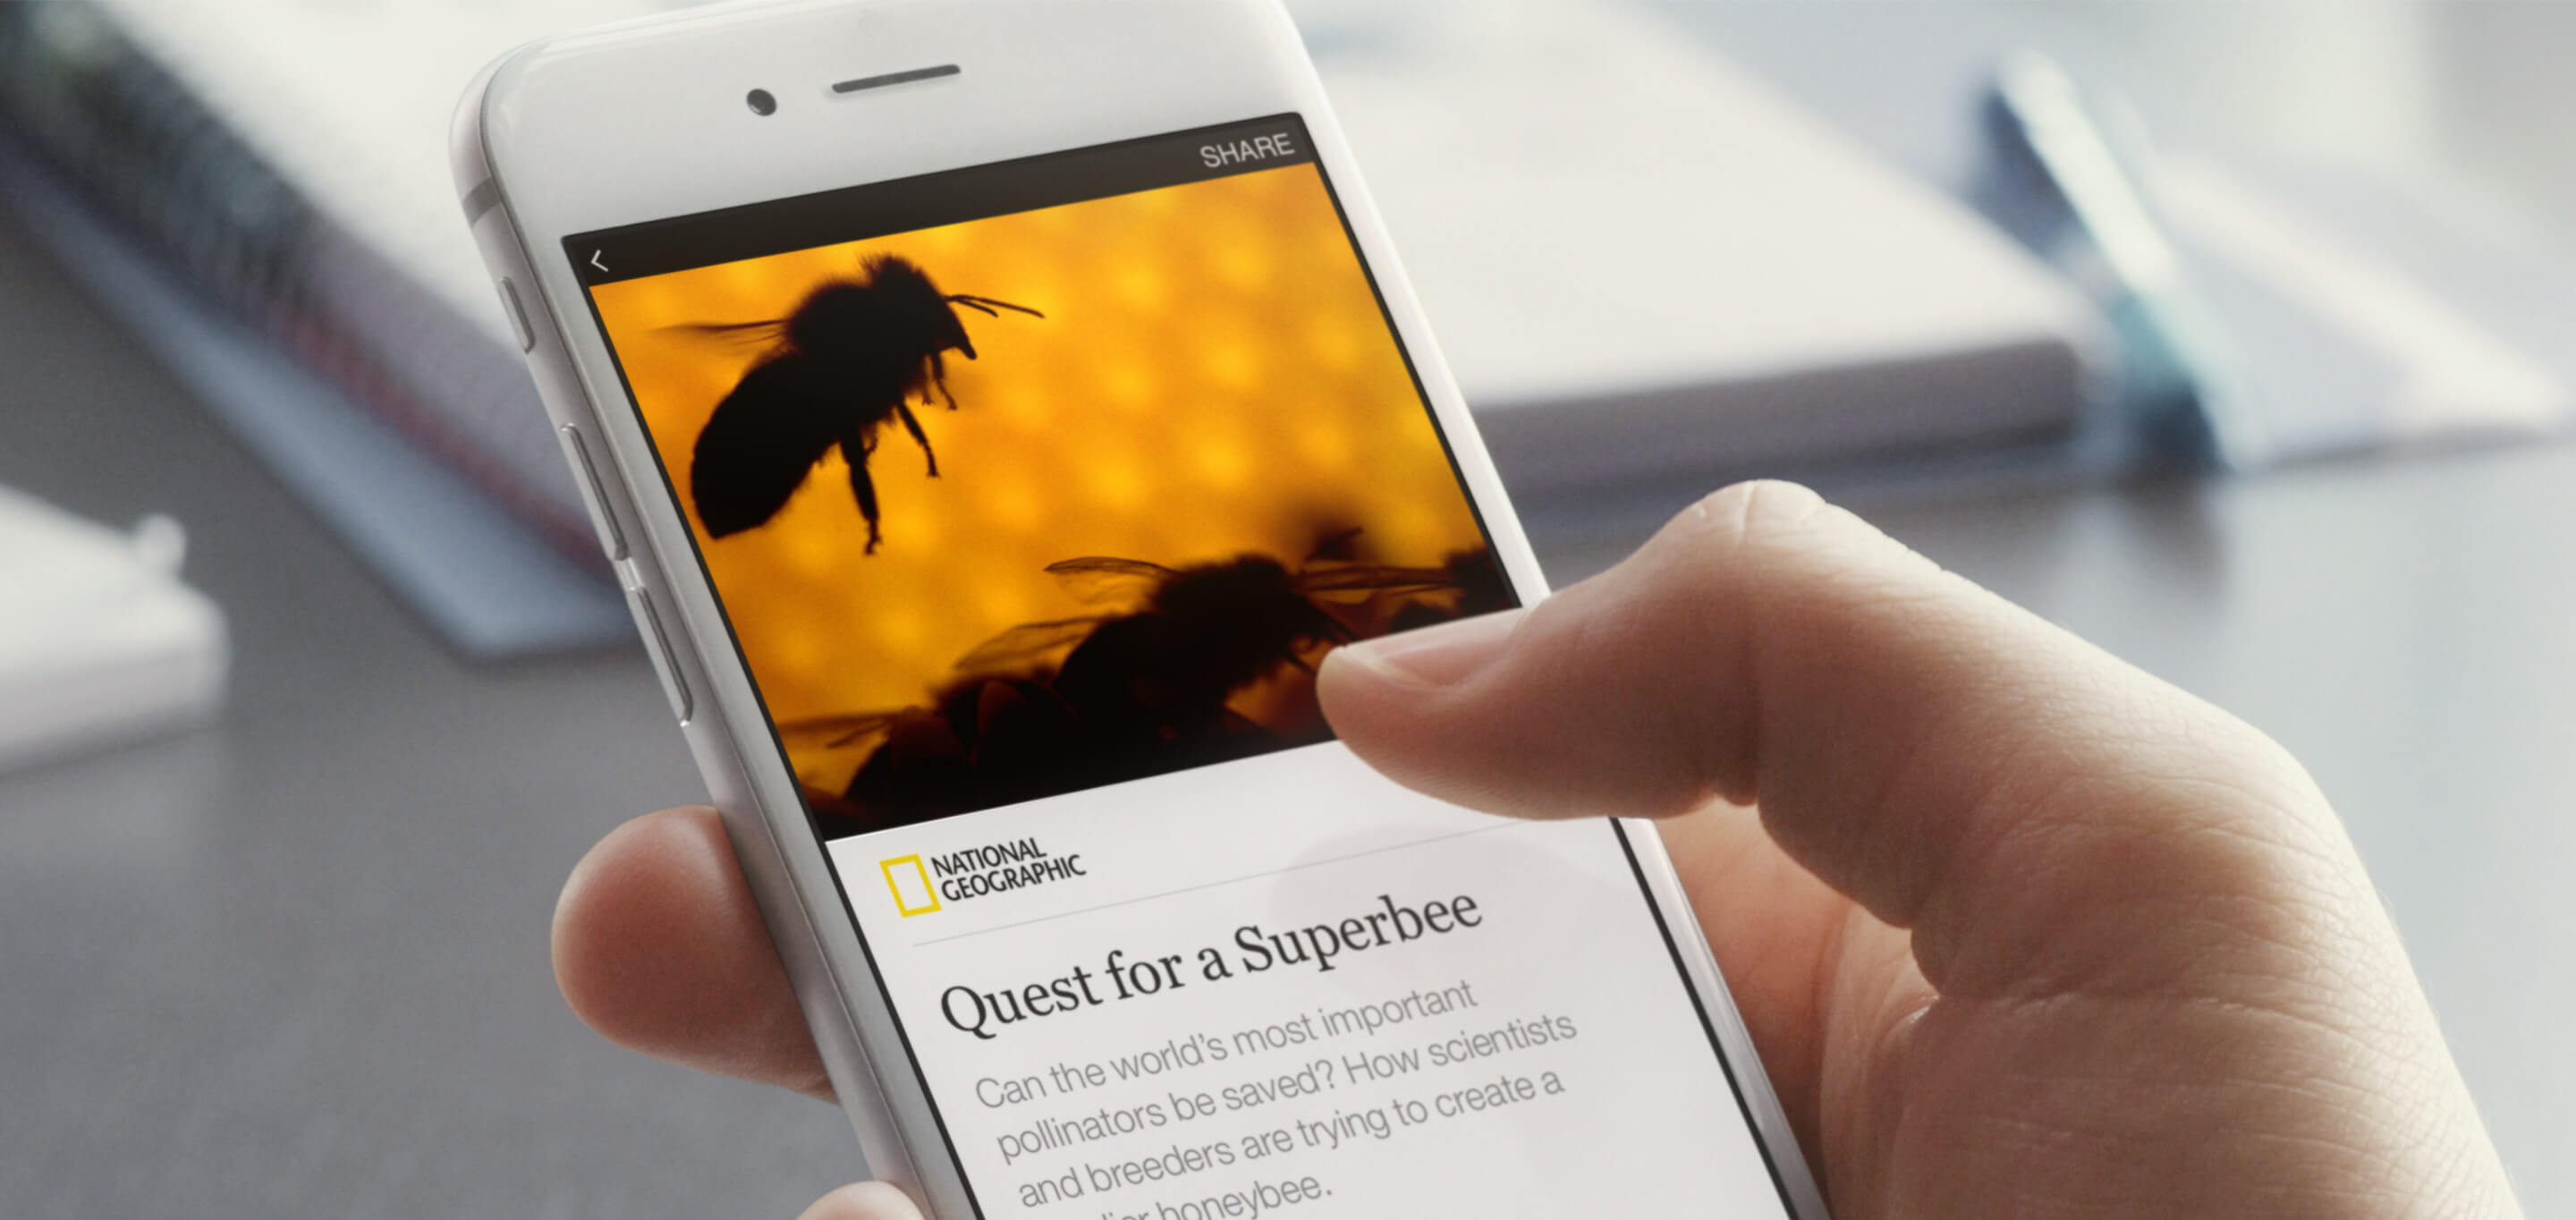 SHARE
NATIONAL
GEOGRAPHIC
Quest for a Superbee
Can the world's most important
pollinators be saved? How scientists
and breeders are trying to create a
honeybee.